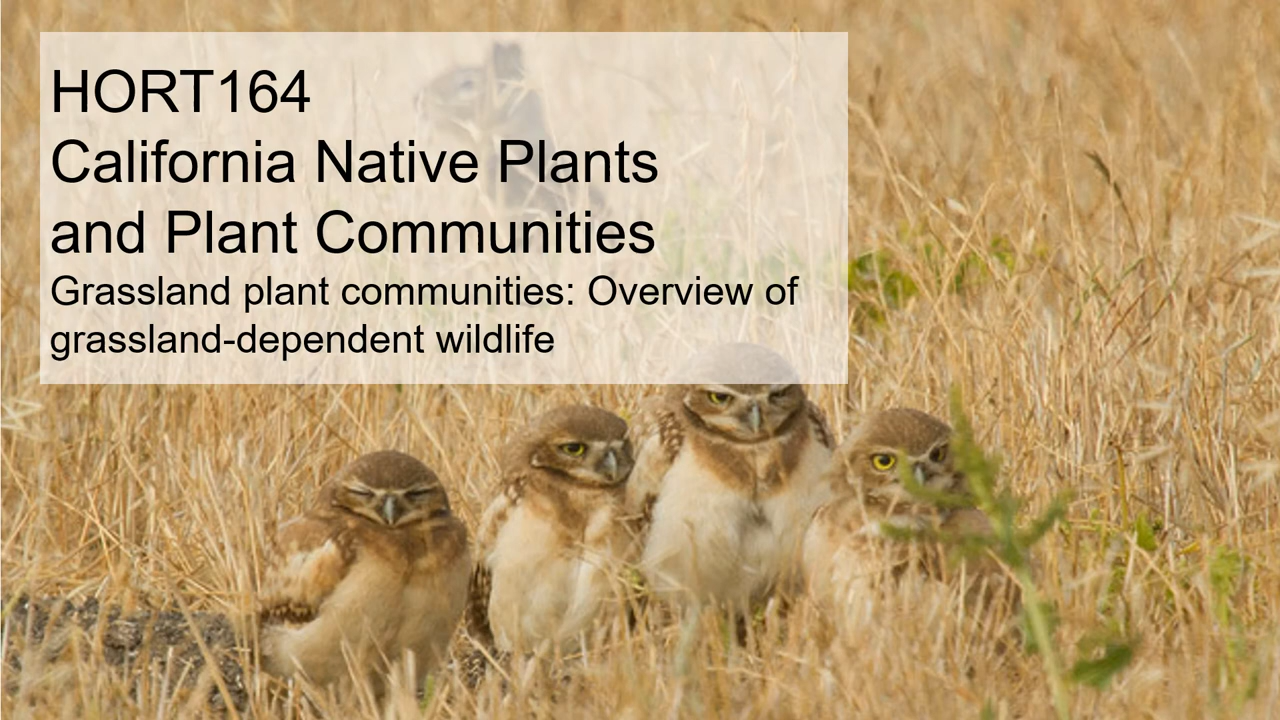 HORT164
California Native Plants
and Plant Communities
Grassland plant communities: Overview of
grassland-dependent wildlife